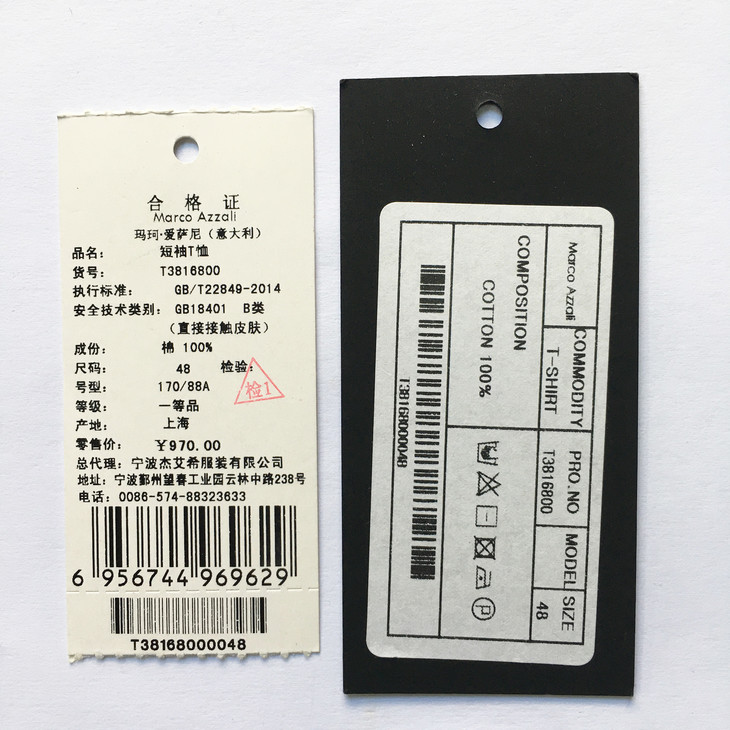 合格证
Marco Azzali
玛珂·爱萨尼(意大利)
品名: 短袖T恤
货号: T3816800
执行标准: GB/T22849-2014
安全技术类别: GB18401 B类
(直接接触皮肤)
成份: 棉 100%
尺码: 48 检验:
检1
号型: 170/88A
等级: 一等品
产地: 上海
零售价: ¥970.00
总代理: 宁波杰艾希服装有限公司
地址: 宁波鄞州望春工业园云林中路238号
电话: 0086-574-88323633
6 956744 969629
T38168000048
Marco Azzali
COMMODITY PRO.NO MODEL SIZE
T-SHIRT T3816800 48
COMPOSITION
COTTON 100%
P
T38168000048